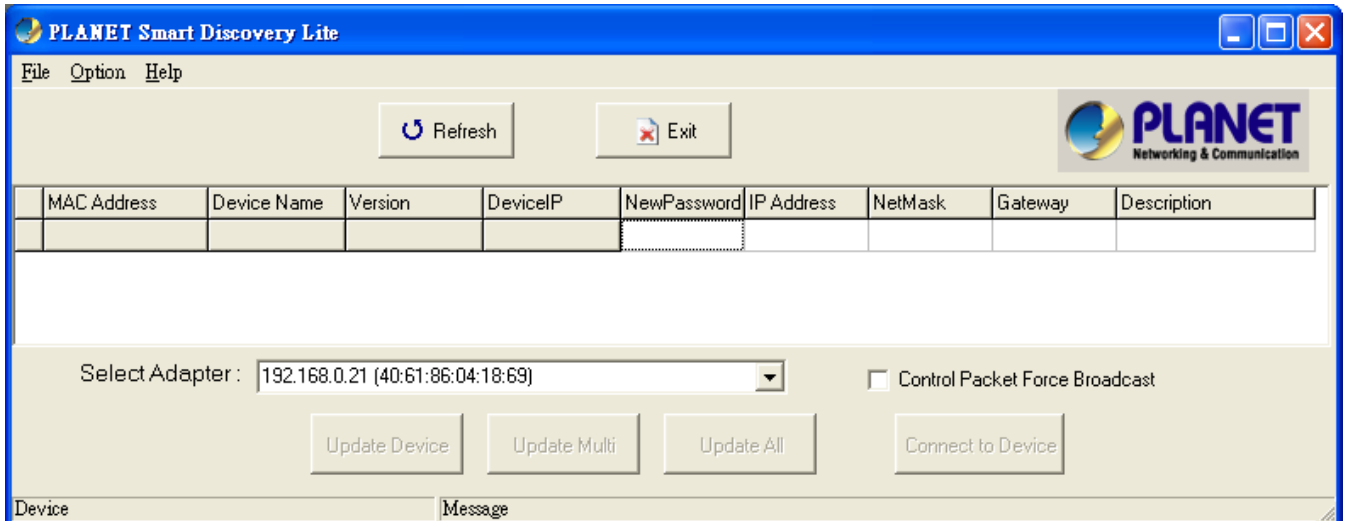 PLANET Smart Discovery Lite
File Option Help
Refresh Exit
PLANET
Networking & Communication
MAC Address Device Name Version DeviceIP NewPassword IP Address NetMask Gateway Description
Select Adapter : 192.168.0.21 (40:61:86:04:18:69) Control Packet Force Broadcast
Update Device Update Multi Update All Connect to Device
Device Message